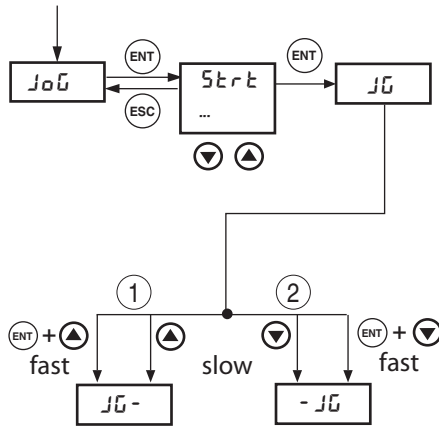 ENT
ENT
JoG
Strt
JG
ESC
...
1
2
ENT + 
ENT + 
fast
slow
fast
JG-
-JG